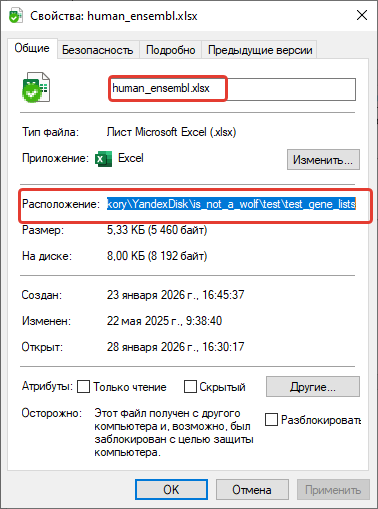 Свойства: human_ensembl.xlsx
Общие Безопасность Подробно Предыдущие версии
human_ensembl.xlsx
Тип файла: Лист Microsoft Excel (.xlsx)
Приложение: Excel Изменить...
Расположение: kory\YandexDisk\is_not_a_wolf\test\test_gene_lists
Размер: 5,33 КБ (5 460 байт)
На диске: 8,00 КБ (8 192 байт)
Создан: 23 января 2026 г., 16:45:37
Изменен: 22 мая 2025 г., 9:38:40
Открыт: 28 января 2026 г., 16:30:17
Атрибуты: Только чтение Скрытый Другие...
Осторожно: Этот файл получен с другого Разблокировать
компьютера и, возможно, был
заблокирован с целью защиты
компьютера.
ОК Отмена Применить